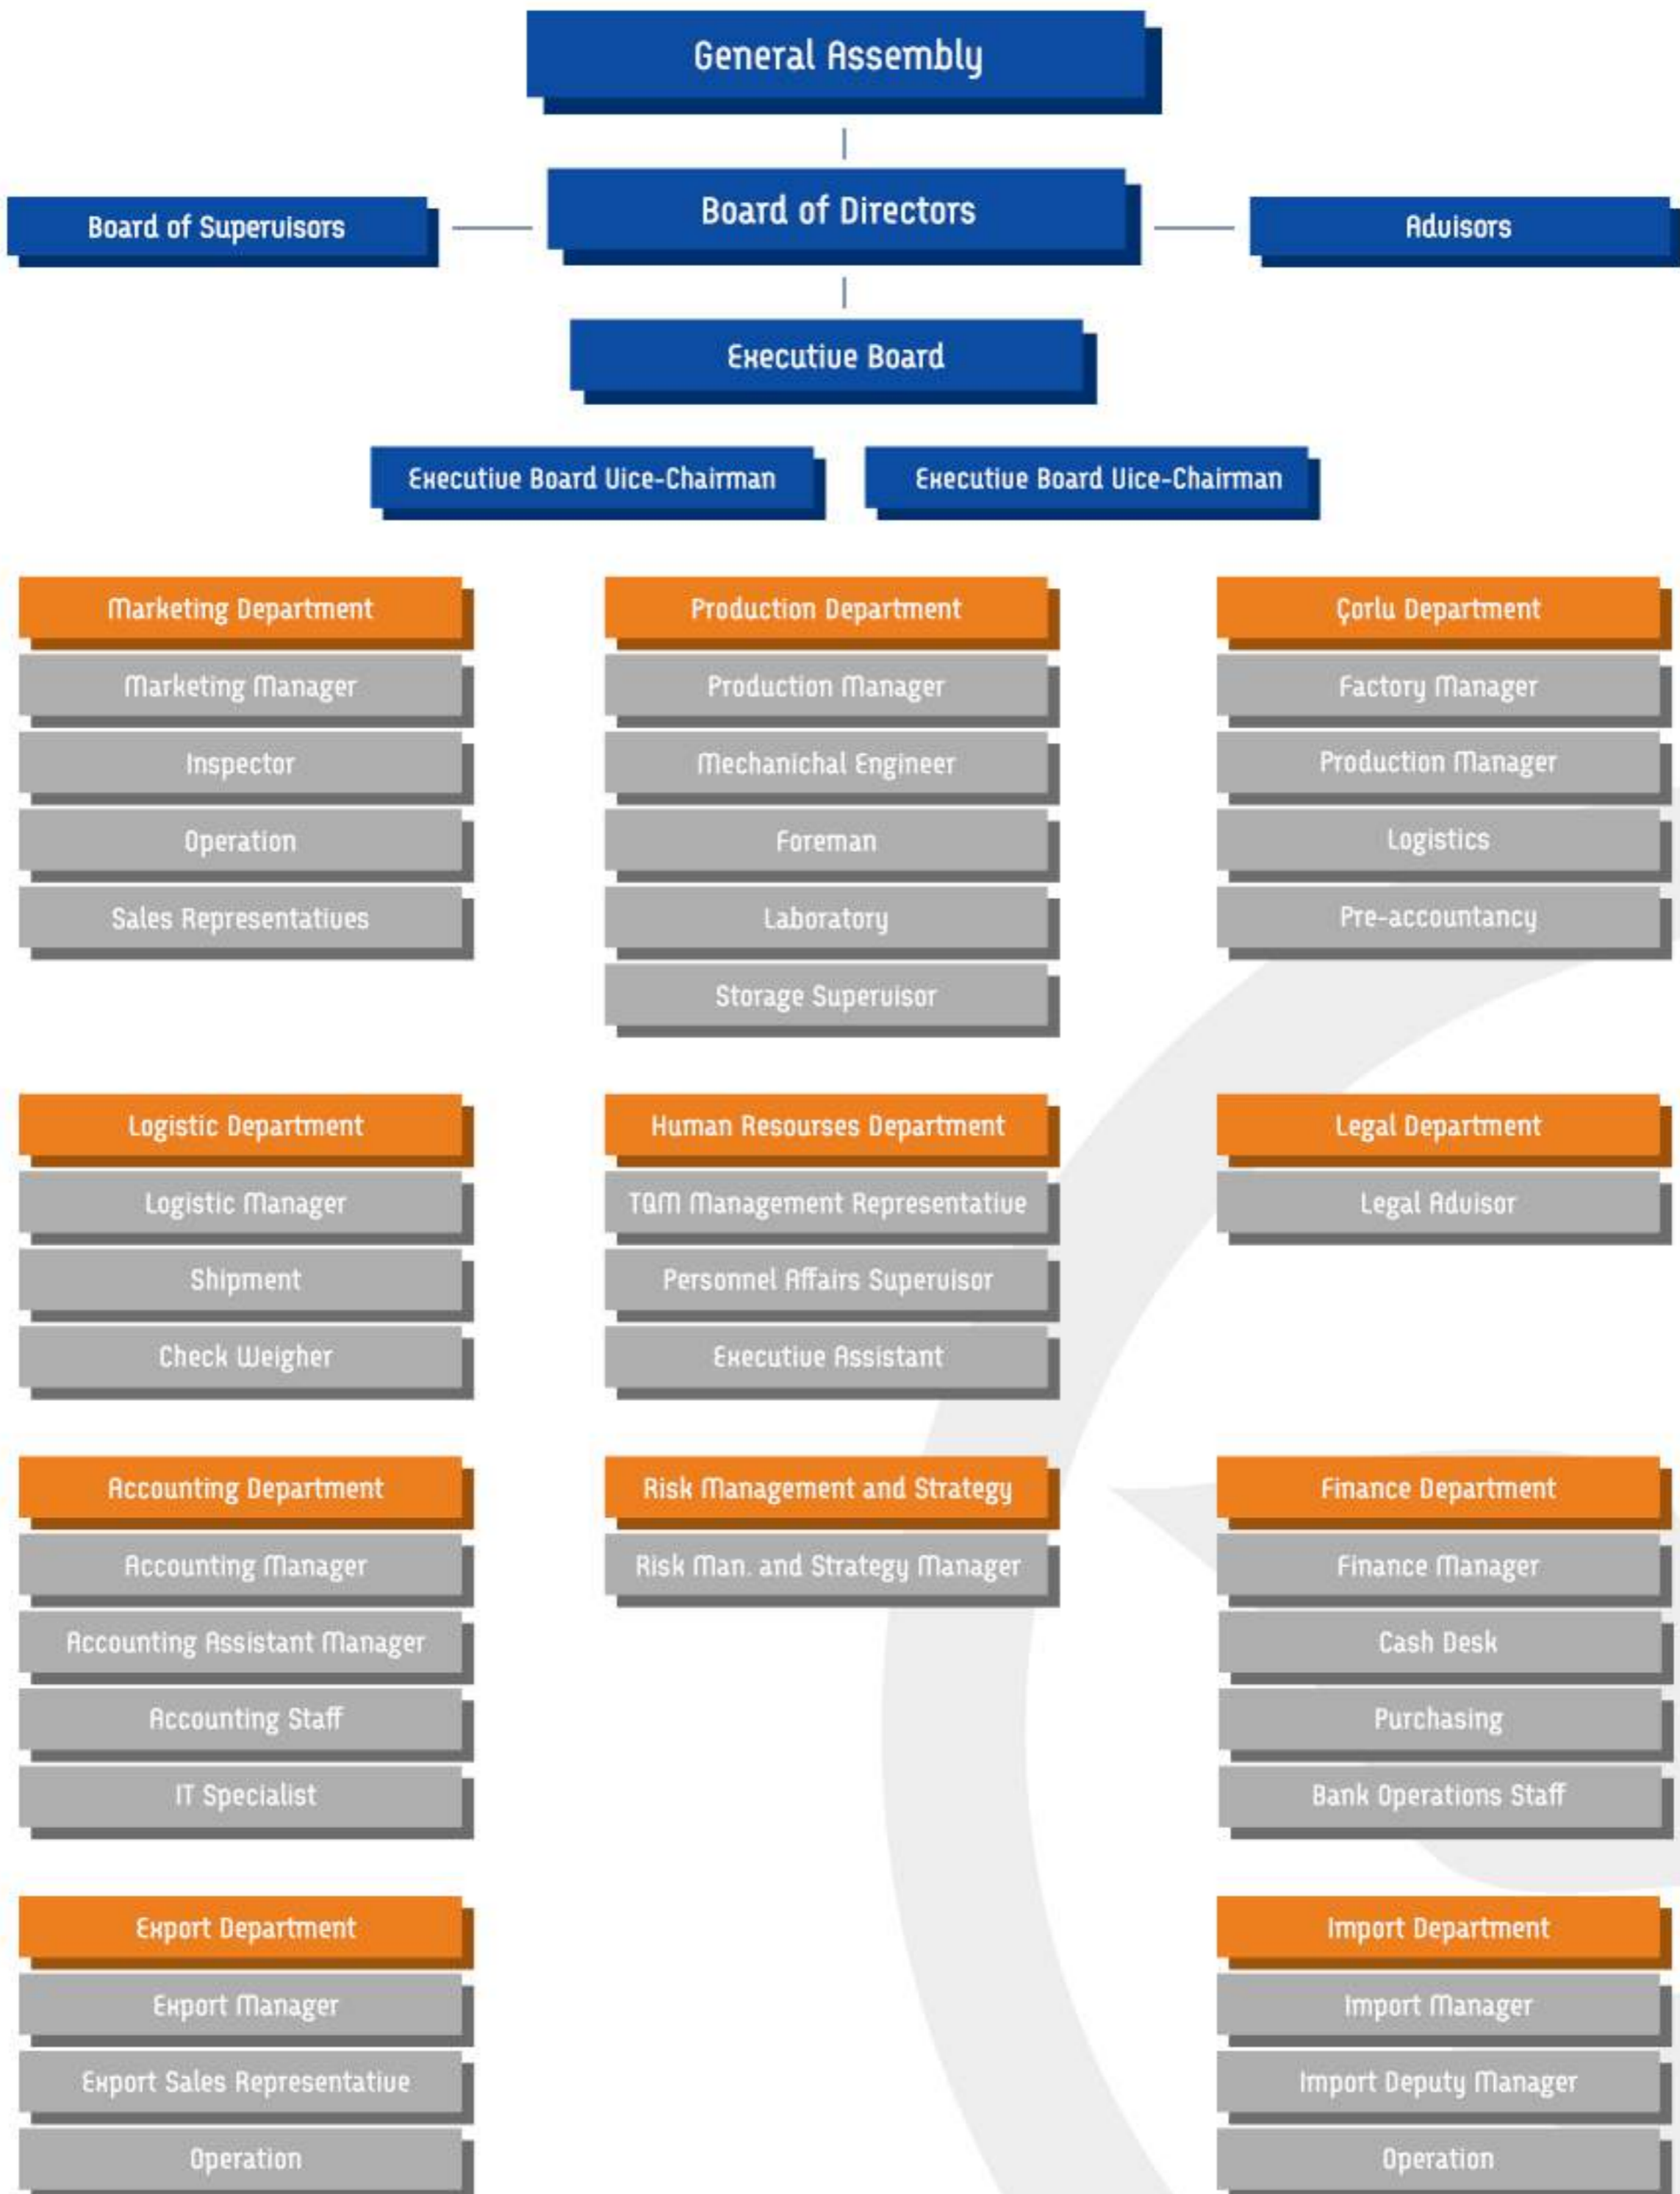 General Assembly
Board of Supervisors
Board of Directors
Advisors
Executive Board
Executive Board Vice-Chairman
Executive Board Vice-Chairman
Marketing Department
Marketing Manager
Inspector
Operation
Sales Representatives
Production Department
Production Manager
Mechanichal Engineer
Foreman
Laboratory
Storage Supervisor
Çorlu Department
Factory Manager
Production Manager
Logistics
Pre-accountancy
Logistic Department
Logistic Manager
Shipment
Check Weigher
Human Resourses Department
TQM Management Representative
Personnel Affairs Supervisor
Executive Assistant
Legal Department
Legal Advisor
Accounting Department
Accounting Manager
Accounting Assistant Manager
Accounting Staff
IT Specialist
Risk Management and Strategy
Risk Man. and Strategy Manager
Finance Department
Finance Manager
Cash Desk
Purchasing
Bank Operations Staff
Export Department
Export Manager
Export Sales Representative
Operation
Import Department
Import Manager
Import Deputy Manager
Operation